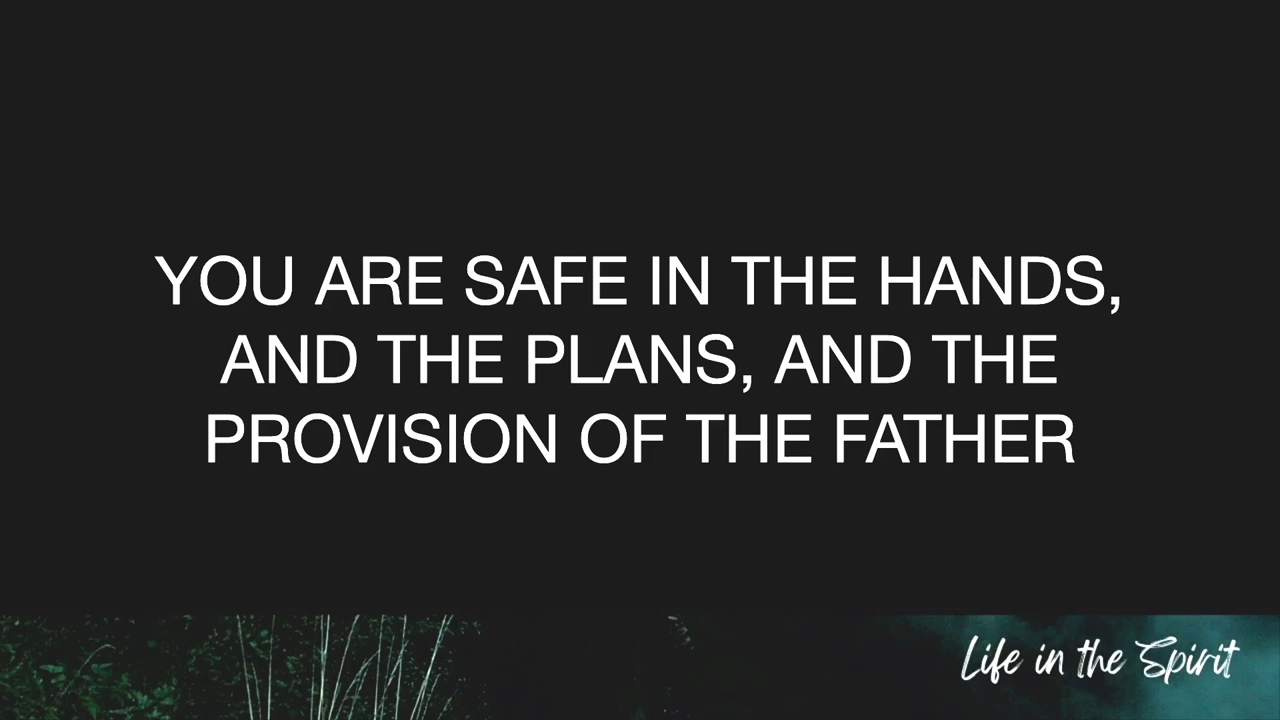 YOU ARE SAFE IN THE HANDS,
AND THE PLANS, AND THE
PROVISION OF THE FATHER
Life in the Spirit